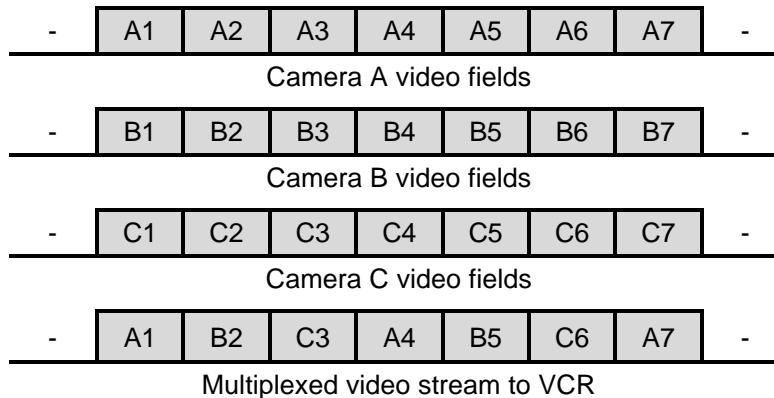 - A1 A2 A3 A4 A5 A6 A7 -
Camera A video fields
- B1 B2 B3 B4 B5 B6 B7 -
Camera B video fields
- C1 C2 C3 C4 C5 C6 C7 -
Camera C video fields
- A1 B2 C3 A4 B5 C6 A7 -
Multiplexed video stream to VCR